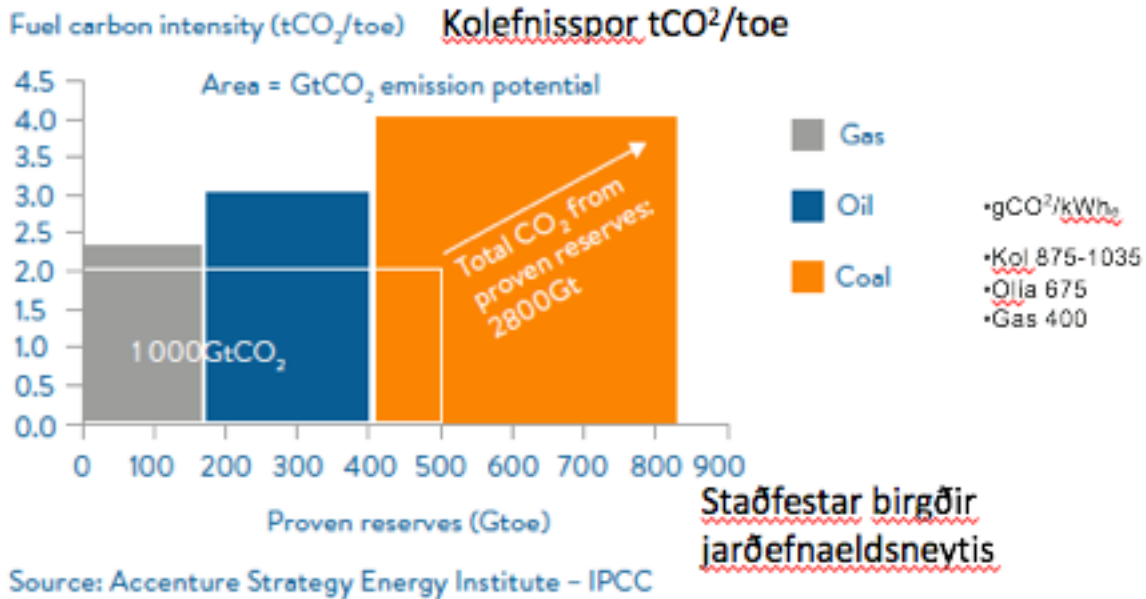 Fuel carbon intensity (tCO₂/toe)
Kolefnisspor tCO²/toe
Area = GtCO₂ emission potential
4.5
4.0
3.5
3.0
2.5
2.0
1.5
1.0
0.5
0.0
1000GtCO₂
Total CO₂ from
proven reserves:
2800Gt
0 100 200 300 400 500 600 700 800 900
Proven reserves (Gtoe)
Gas
Oil
Coal
•gCO²/kWhₑ
•Kol 875-1035
•Olía 675
•Gas 400
Staðfestar birgðir
jarðefnaeldsneytis
Source: Accenture Strategy Energy Institute – IPCC